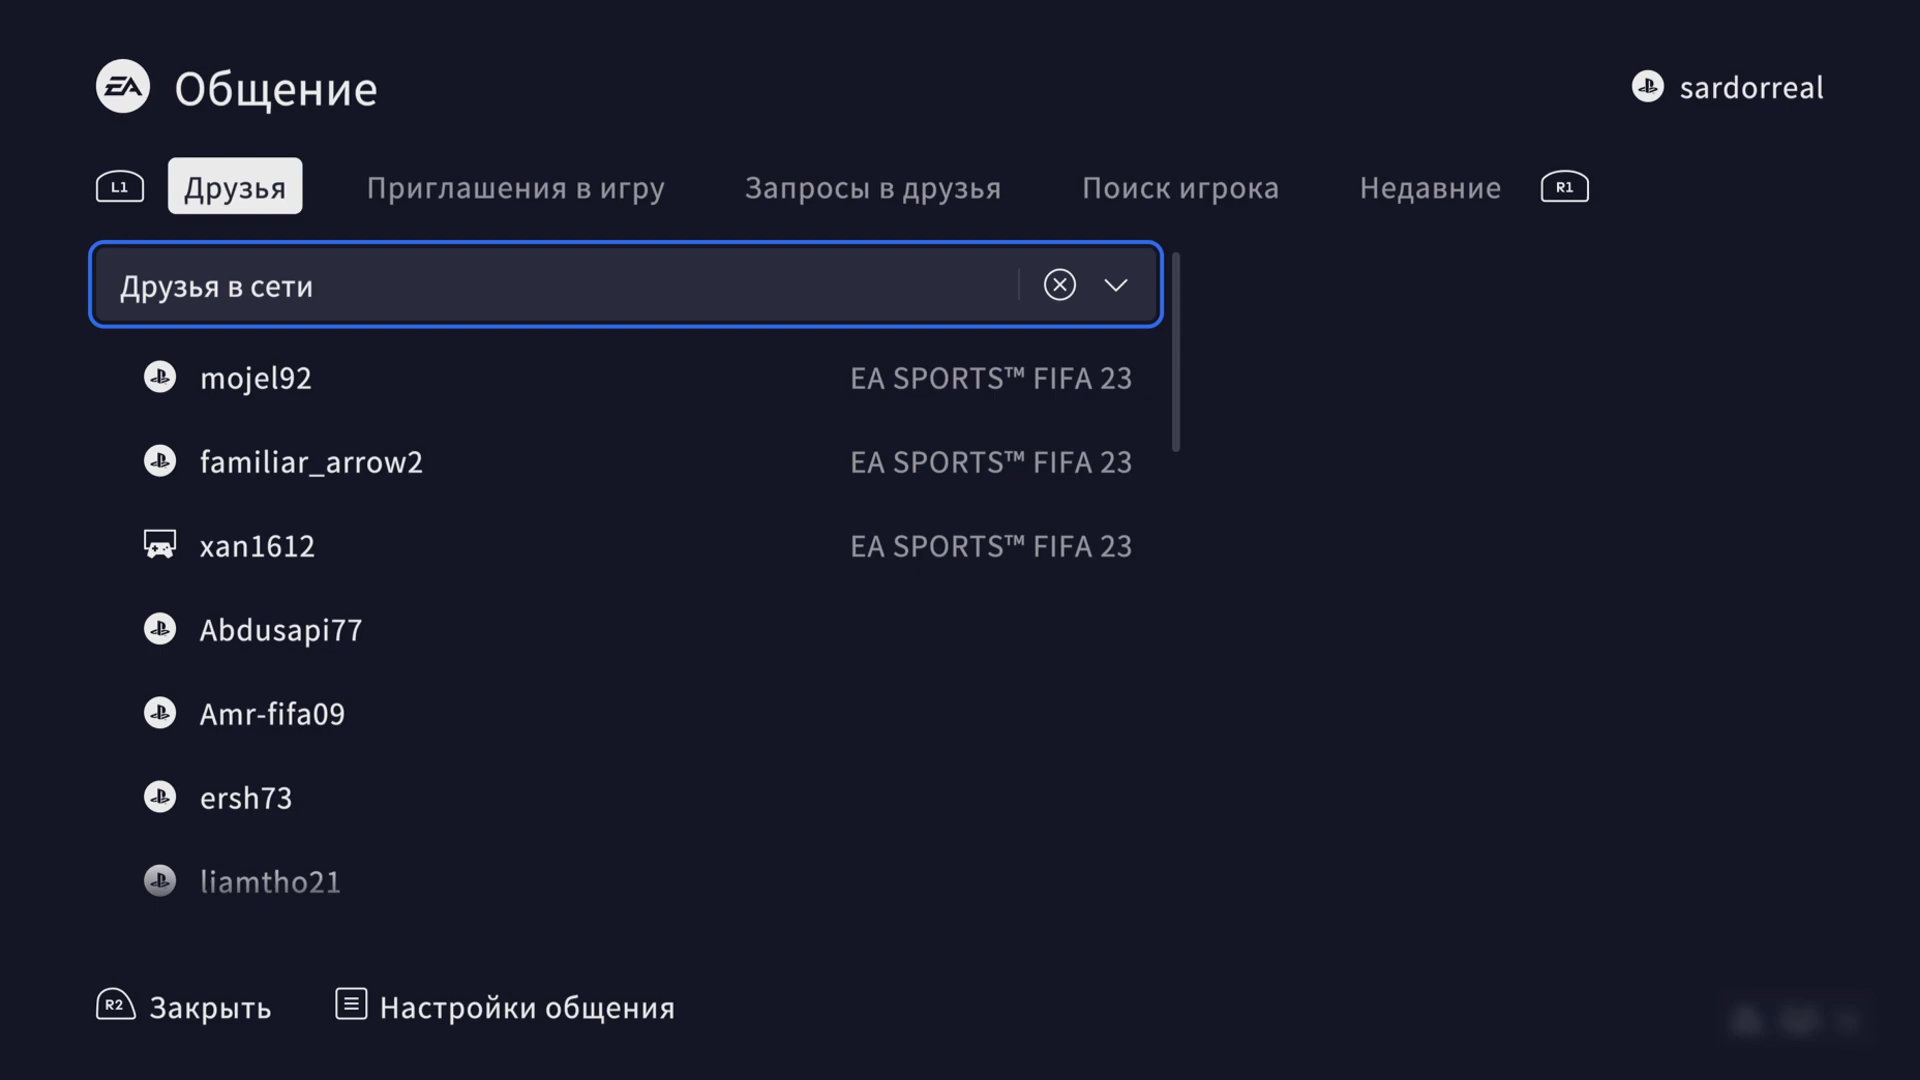 EA Общение
sardorreal
L1 Друзья Приглашения в игру Запросы в друзья Поиск игрока Недавние R1
Друзья в сети
mojel92 EA SPORTS™ FIFA 23
familiar_arrow2 EA SPORTS™ FIFA 23
xan1612 EA SPORTS™ FIFA 23
Abdusapi77
Amr-fifa09
ersh73
liamtho21
R2 Закрыть Настройки общения